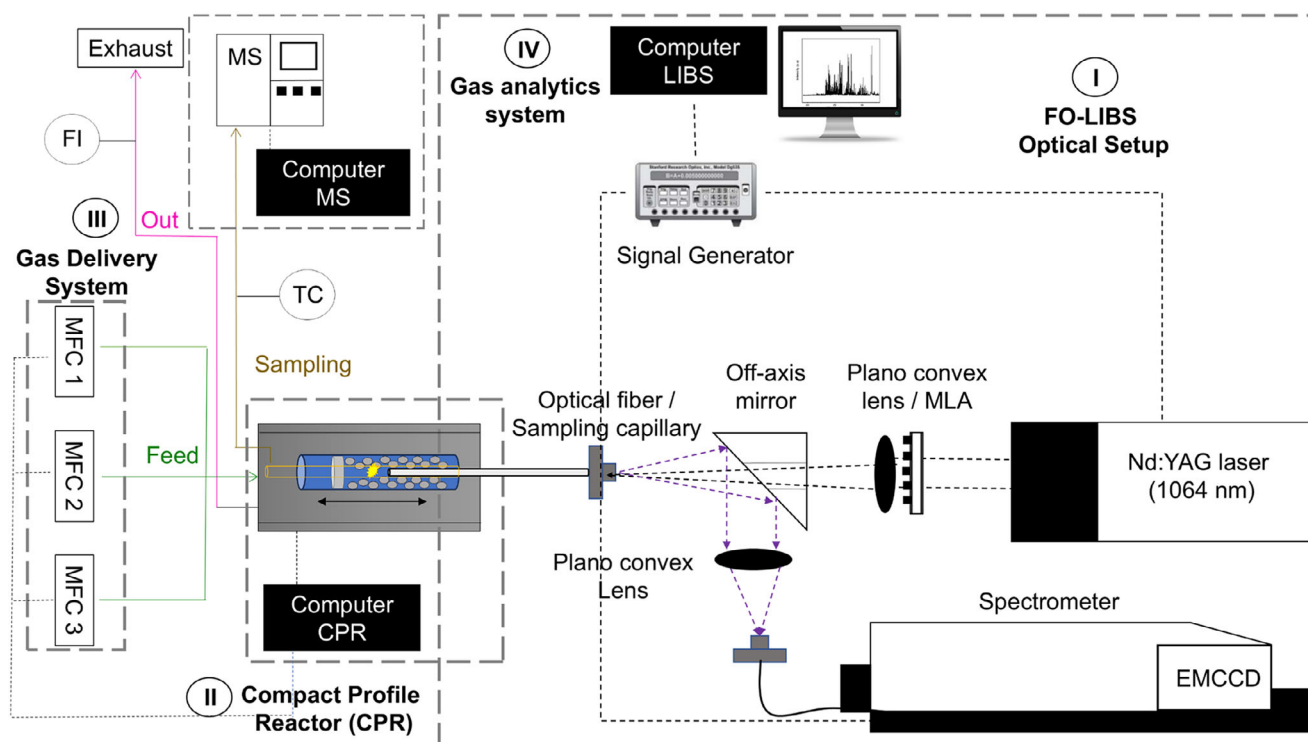 Exhaust
MS
FI
Computer
MS
III
Out
Gas Delivery
System
TC
MFC 1
MFC 2
MFC 3
Sampling
Feed
Computer
CPR
II
Compact Profile
Reactor (CPR)
IV
Gas analytics
system
Computer
LIBS
I
FO-LIBS
Optical Setup
Signal Generator
Optical fiber /
Sampling capillary
Off-axis
mirror
Plano convex
lens / MLA
Nd:YAG laser
(1064 nm)
Plano convex
Lens
Spectrometer
EMCCD